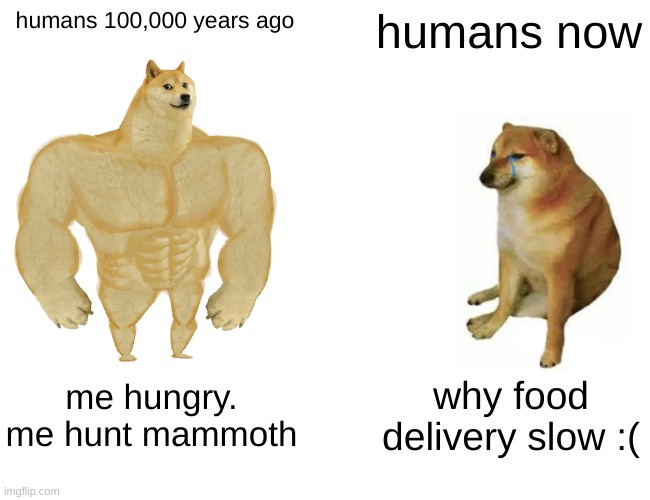 humans 100,000 years ago
humans now
me hungry.
me hunt mammoth
why food
delivery slow :(
imgflip.com